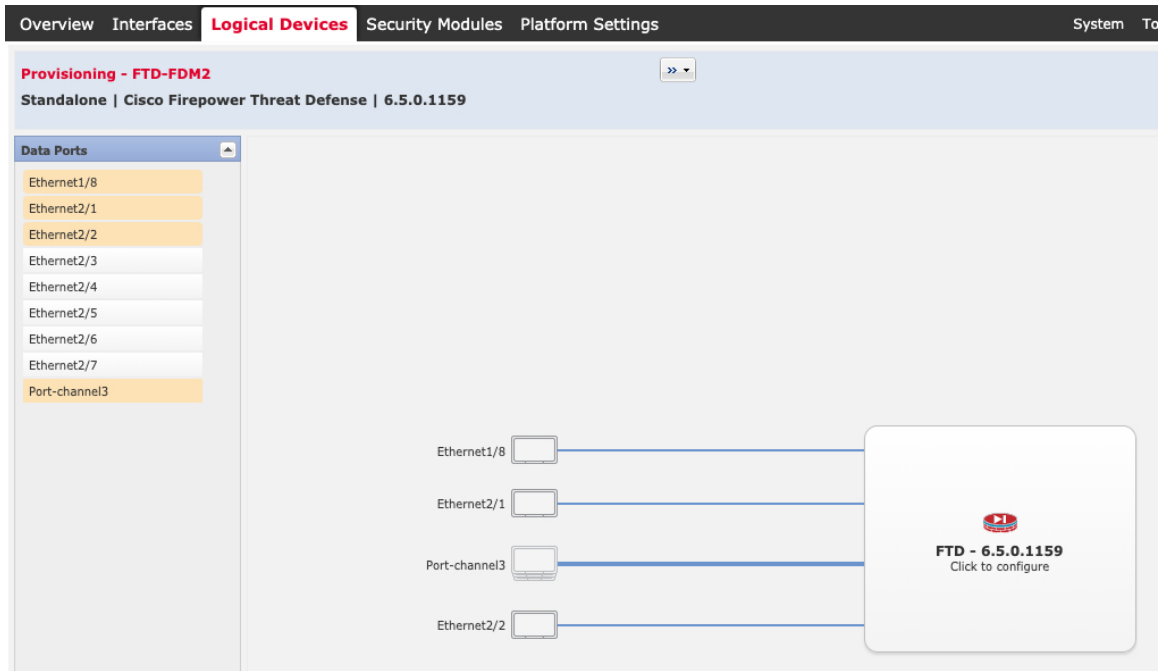 Overview Interfaces Logical Devices Security Modules Platform Settings System To
Provisioning - FTD-FDM2
Standalone | Cisco Firepower Threat Defense | 6.5.0.1159
Data Ports
Ethernet1/8
Ethernet2/1
Ethernet2/2
Ethernet2/3
Ethernet2/4
Ethernet2/5
Ethernet2/6
Ethernet2/7
Port-channel3
Ethernet1/8
Ethernet2/1
Port-channel3
Ethernet2/2
FTD - 6.5.0.1159
Click to configure